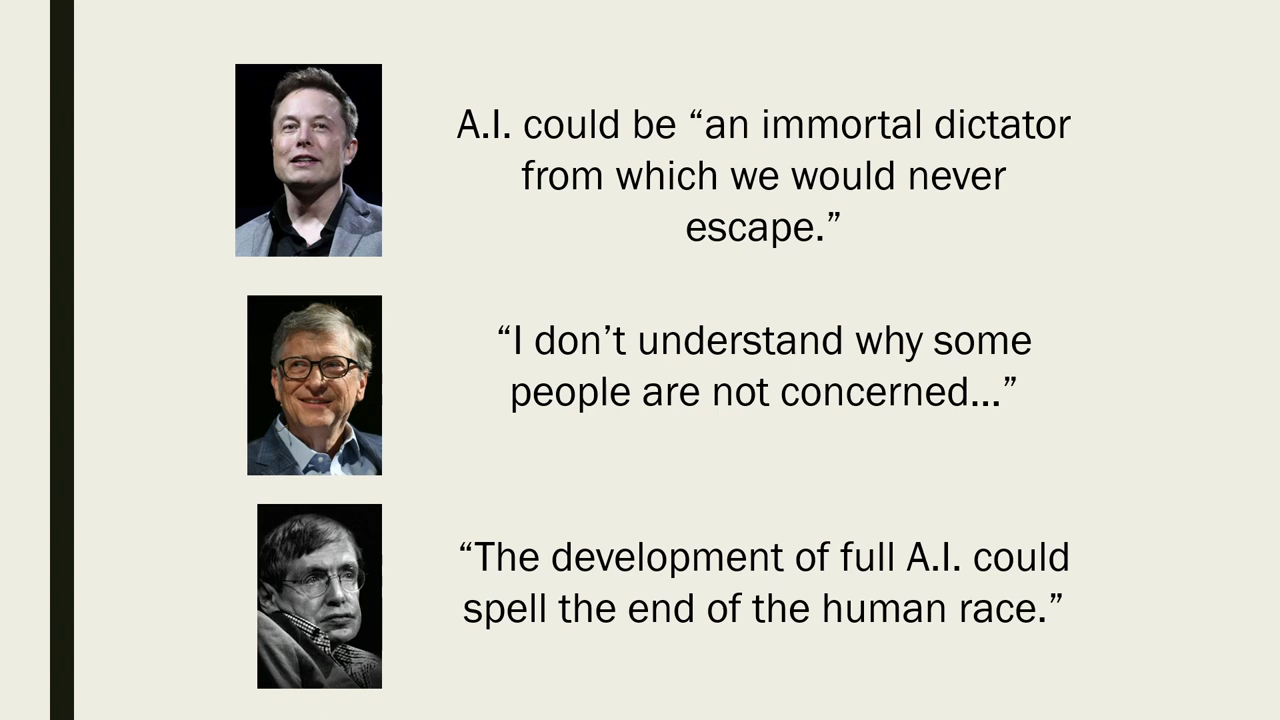 A.I. could be “an immortal dictator
from which we would never
escape.”
“I don’t understand why some
people are not concerned...”
“The development of full A.I. could
spell the end of the human race.”